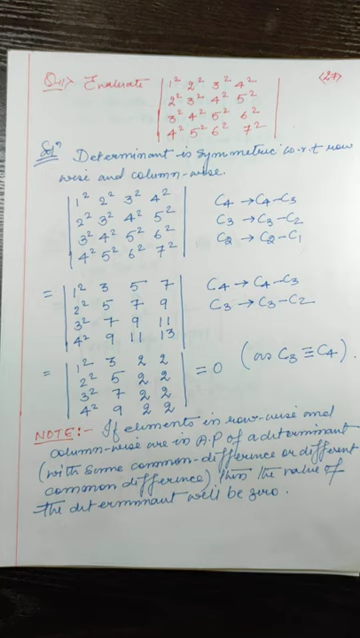 Q.11> Evaluate | 1² 2² 3² 4² | (27)
| 2² 3² 4² 5² |
| 3² 4² 5² 6² |
| 4² 5² 6² 7² |
Solⁿ Determinant is symmetric w.r.t row
wise and column-wise.
| 1² 2² 3² 4² | C₄ → C₄-C₃
| 2² 3² 4² 5² | C₃ → C₃-C₂
| 3² 4² 5² 6² | C₂ → C₂-C₁
| 4² 5² 6² 7² |
= | 1² 3 5 7 | C₄ → C₄-C₃
| 2² 5 7 9 | C₃ → C₃-C₂
| 3² 7 9 11 |
| 4² 9 11 13 |
= | 1² 3 2 2 | = 0 (as C₃ ≡ C₄).
| 2² 5 2 2 |
| 3² 7 2 2 |
| 4² 9 2 2 |
NOTE:- If elements in row-wise and
column-wise are in A.P of a determinant
(with same common-difference or different
common difference) then the value of
the determinant will be zero.